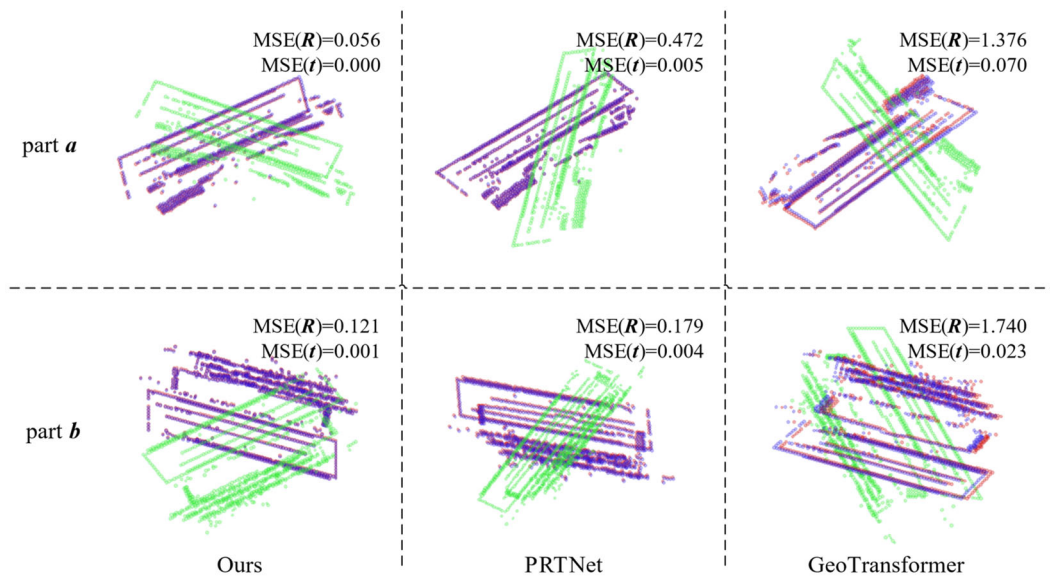 MSE(R)=0.056
MSE(t)=0.000
MSE(R)=0.472
MSE(t)=0.005
MSE(R)=1.376
MSE(t)=0.070
part a
MSE(R)=0.121
MSE(t)=0.001
MSE(R)=0.179
MSE(t)=0.004
MSE(R)=1.740
MSE(t)=0.023
part b
Ours
PRTNet
GeoTransformer